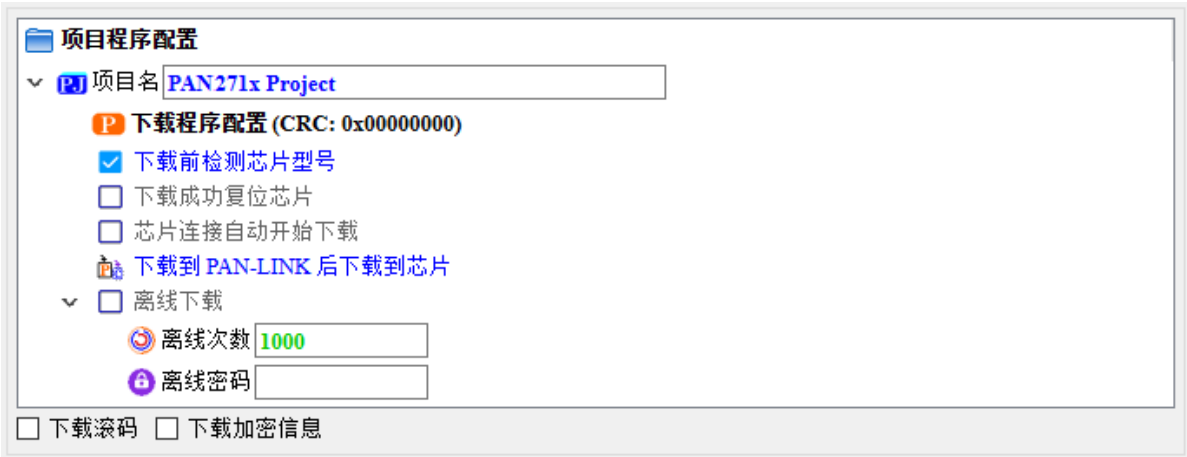 项目程序配置
PJ 项目名 PAN271x Project
P 下载程序配置 (CRC: 0x00000000)
下载前检测芯片型号
下载成功复位芯片
芯片连接自动开始下载
下载到 PAN-LINK 后下载到芯片
离线下载
离线次数 1000
离线密码
下载滚码 下载加密信息